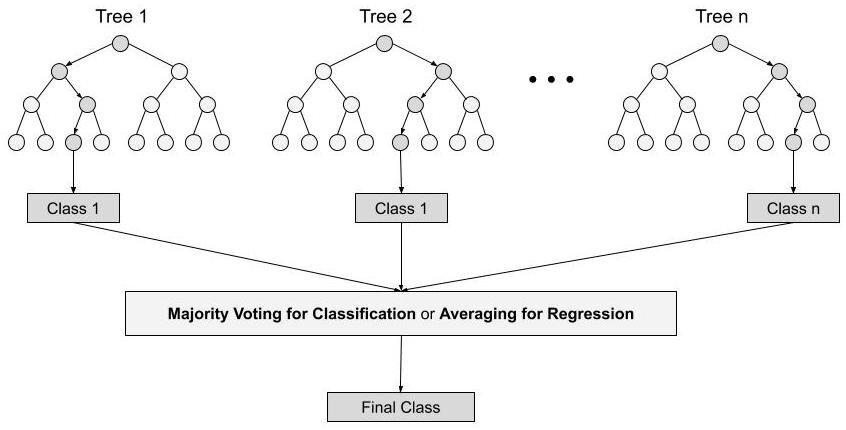 Tree 1
Tree 2
Tree n
Class 1
Class 1
Class n
Majority Voting for Classification or Averaging for Regression
Final Class